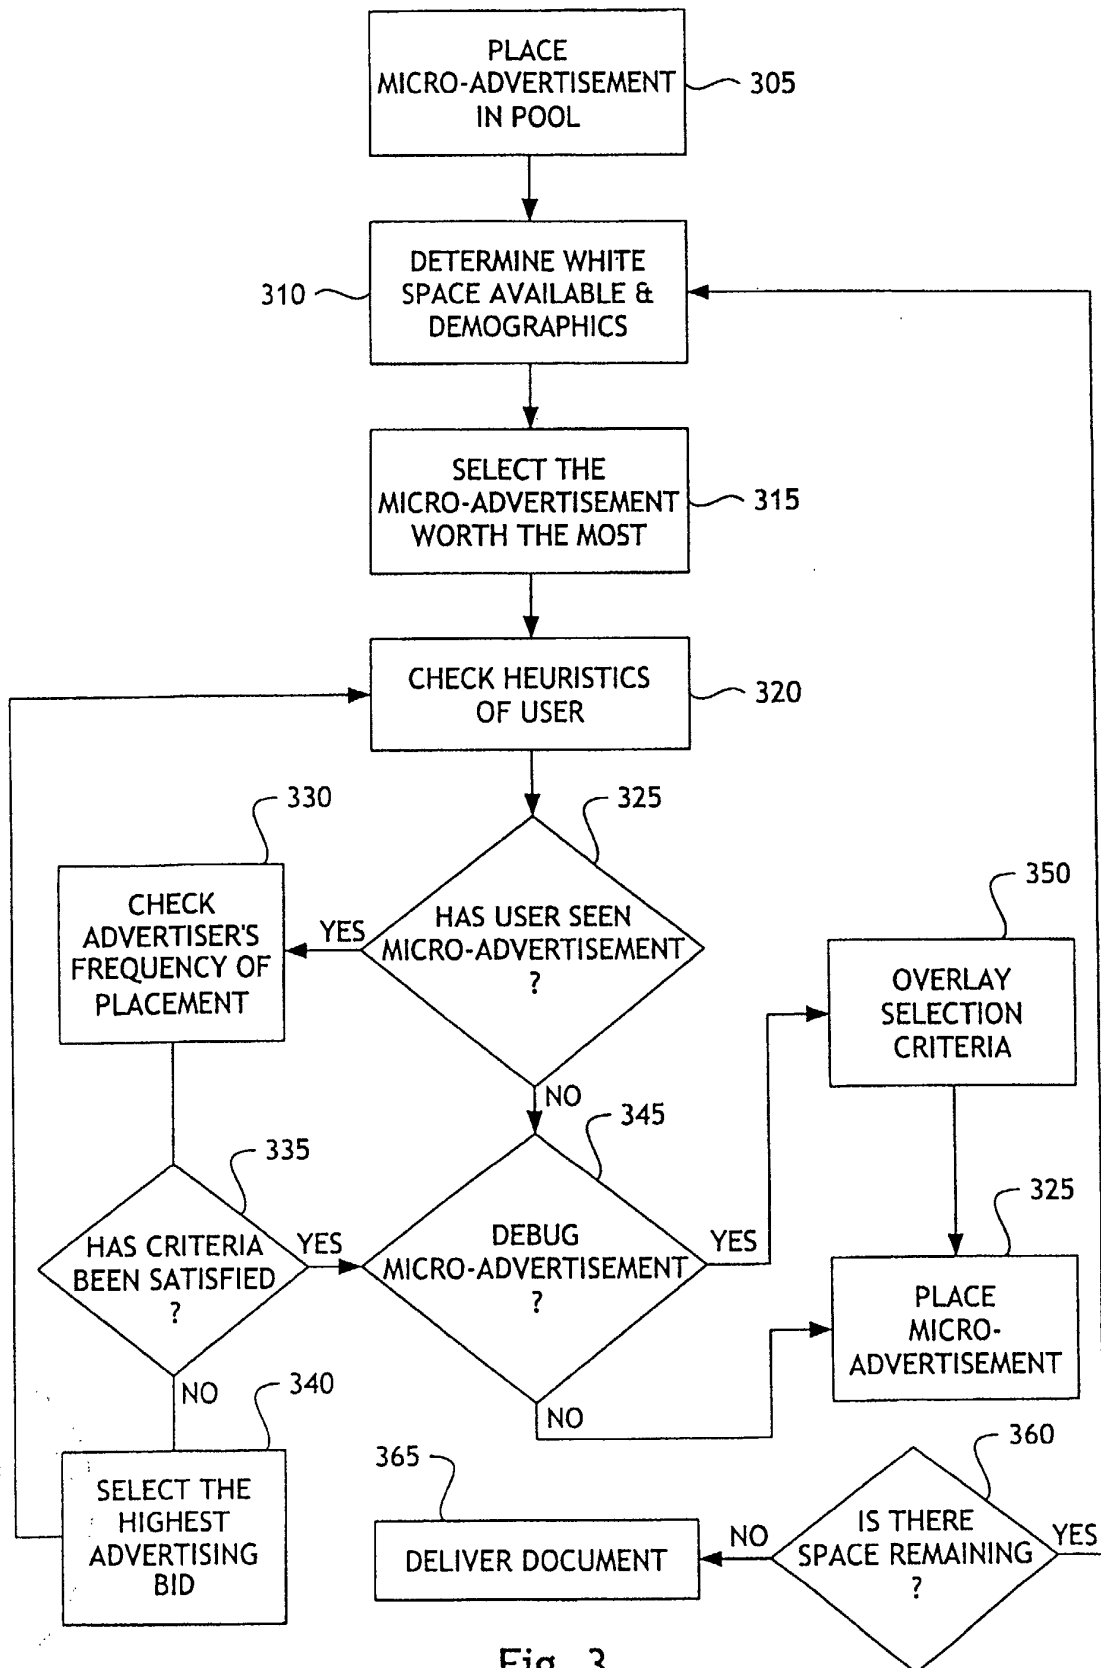 PLACE
MICRO-ADVERTISEMENT
IN POOL
305
DETERMINE WHITE
SPACE AVAILABLE &
DEMOGRAPHICS
310
SELECT THE
MICRO-ADVERTISEMENT
WORTH THE MOST
315
CHECK HEURISTICS
OF USER
320
330
325
CHECK
ADVERTISER'S
FREQUENCY OF
PLACEMENT
YES
HAS USER SEEN
MICRO-ADVERTISEMENT
?
350
OVERLAY
SELECTION
CRITERIA
NO
345
335
HAS CRITERIA
BEEN SATISFIED
?
YES
DEBUG
MICRO-ADVERTISEMENT
?
YES
325
PLACE
MICRO-
ADVERTISEMENT
NO
340
NO
SELECT THE
HIGHEST
ADVERTISING
BID
365
DELIVER DOCUMENT
NO
360
IS THERE
SPACE REMAINING
?
YES
Fig. 3